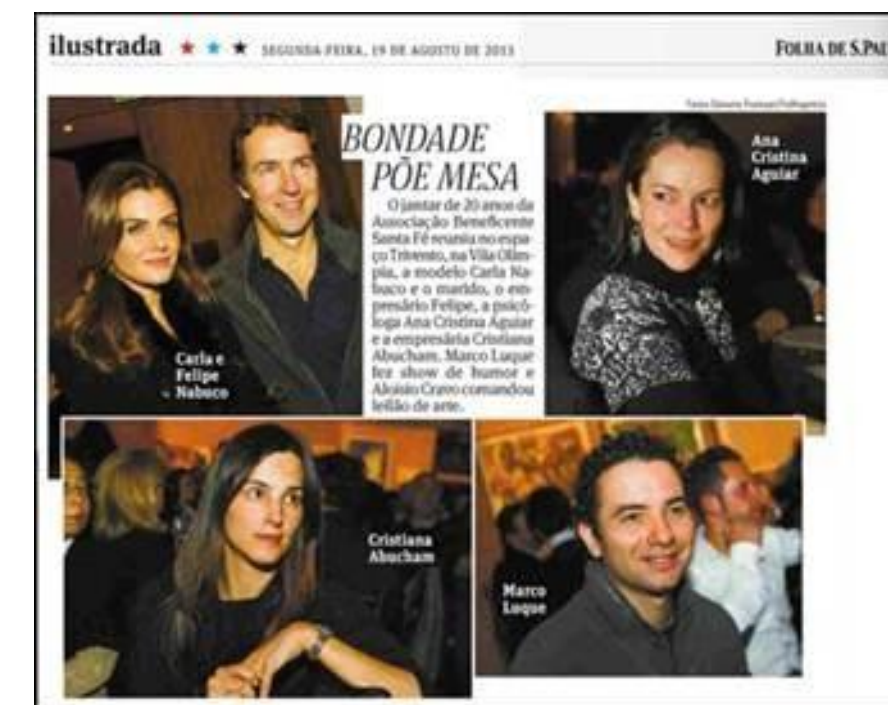 ilustrada
SEGUNDA-FEIRA, 19 DE AGOSTO DE 2013
FOLHA DE S.PAUL
BONDADE
PÕE MESA
O jantar de 20 anos da
Associação Beneficente
Santa Fé reuniu no espa-
ço Trivento, na Vila Olím-
pia, a modelo Carla Na-
buco e o marido, o em-
presário Felipe, a psicó-
loga Ana Cristina Aguiar
e a empresária Cristiana
Abucham. Marco Luque
fez show de humor e
Aloisio Cravo comandou
leilão de arte.
Carla e
Felipe
Nabuco
Ana
Cristina
Aguiar
Cristiana
Abucham
Marco
Luque